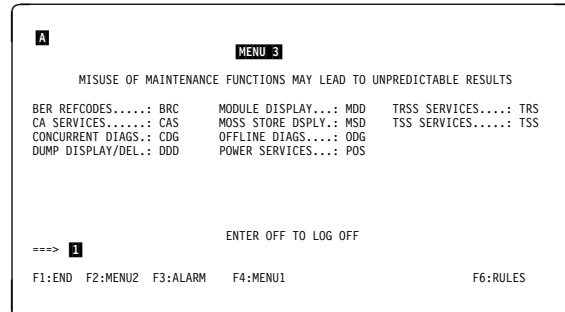 A
MENU 3
MISUSE OF MAINTENANCE FUNCTIONS MAY LEAD TO UNPREDICTABLE RESULTS
BER REFCODES.....: BRC MODULE DISPLAY...: MDD TRSS SERVICES....: TRS
CA SERVICES......: CAS MOSS STORE DSPLY.: MSD TSS SERVICES.....: TSS
CONCURRENT DIAGS.: CDG OFFLINE DIAGS....: ODG
DUMP DISPLAY/DEL.: DDD POWER SERVICES...: POS
ENTER OFF TO LOG OFF
===> 1
F1:END F2:MENU2 F3:ALARM F4:MENU1 F6:RULES